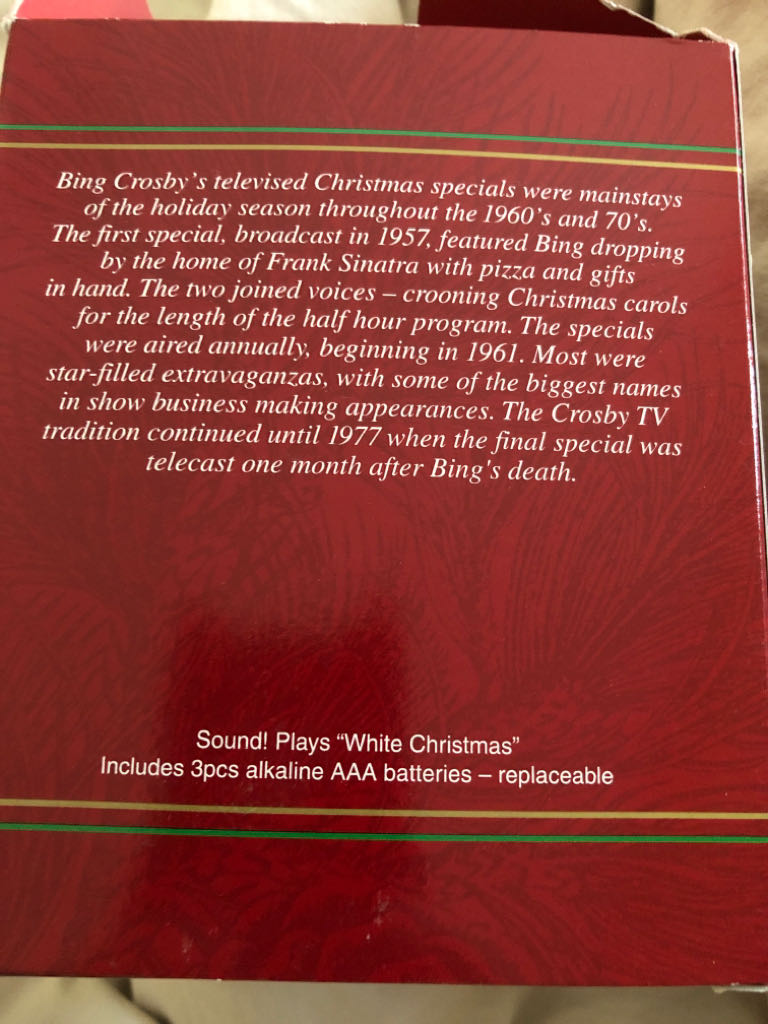 Bing Crosby's televised Christmas specials were mainstays
of the holiday season throughout the 1960's and 70's.
The first special, broadcast in 1957, featured Bing dropping
by the home of Frank Sinatra with pizza and gifts
in hand. The two joined voices – crooning Christmas carols
for the length of the half hour program. The specials
were aired annually, beginning in 1961. Most were
star-filled extravaganzas, with some of the biggest names
in show business making appearances. The Crosby TV
tradition continued until 1977 when the final special was
telecast one month after Bing's death.
Sound! Plays “White Christmas”
Includes 3pcs alkaline AAA batteries – replaceable